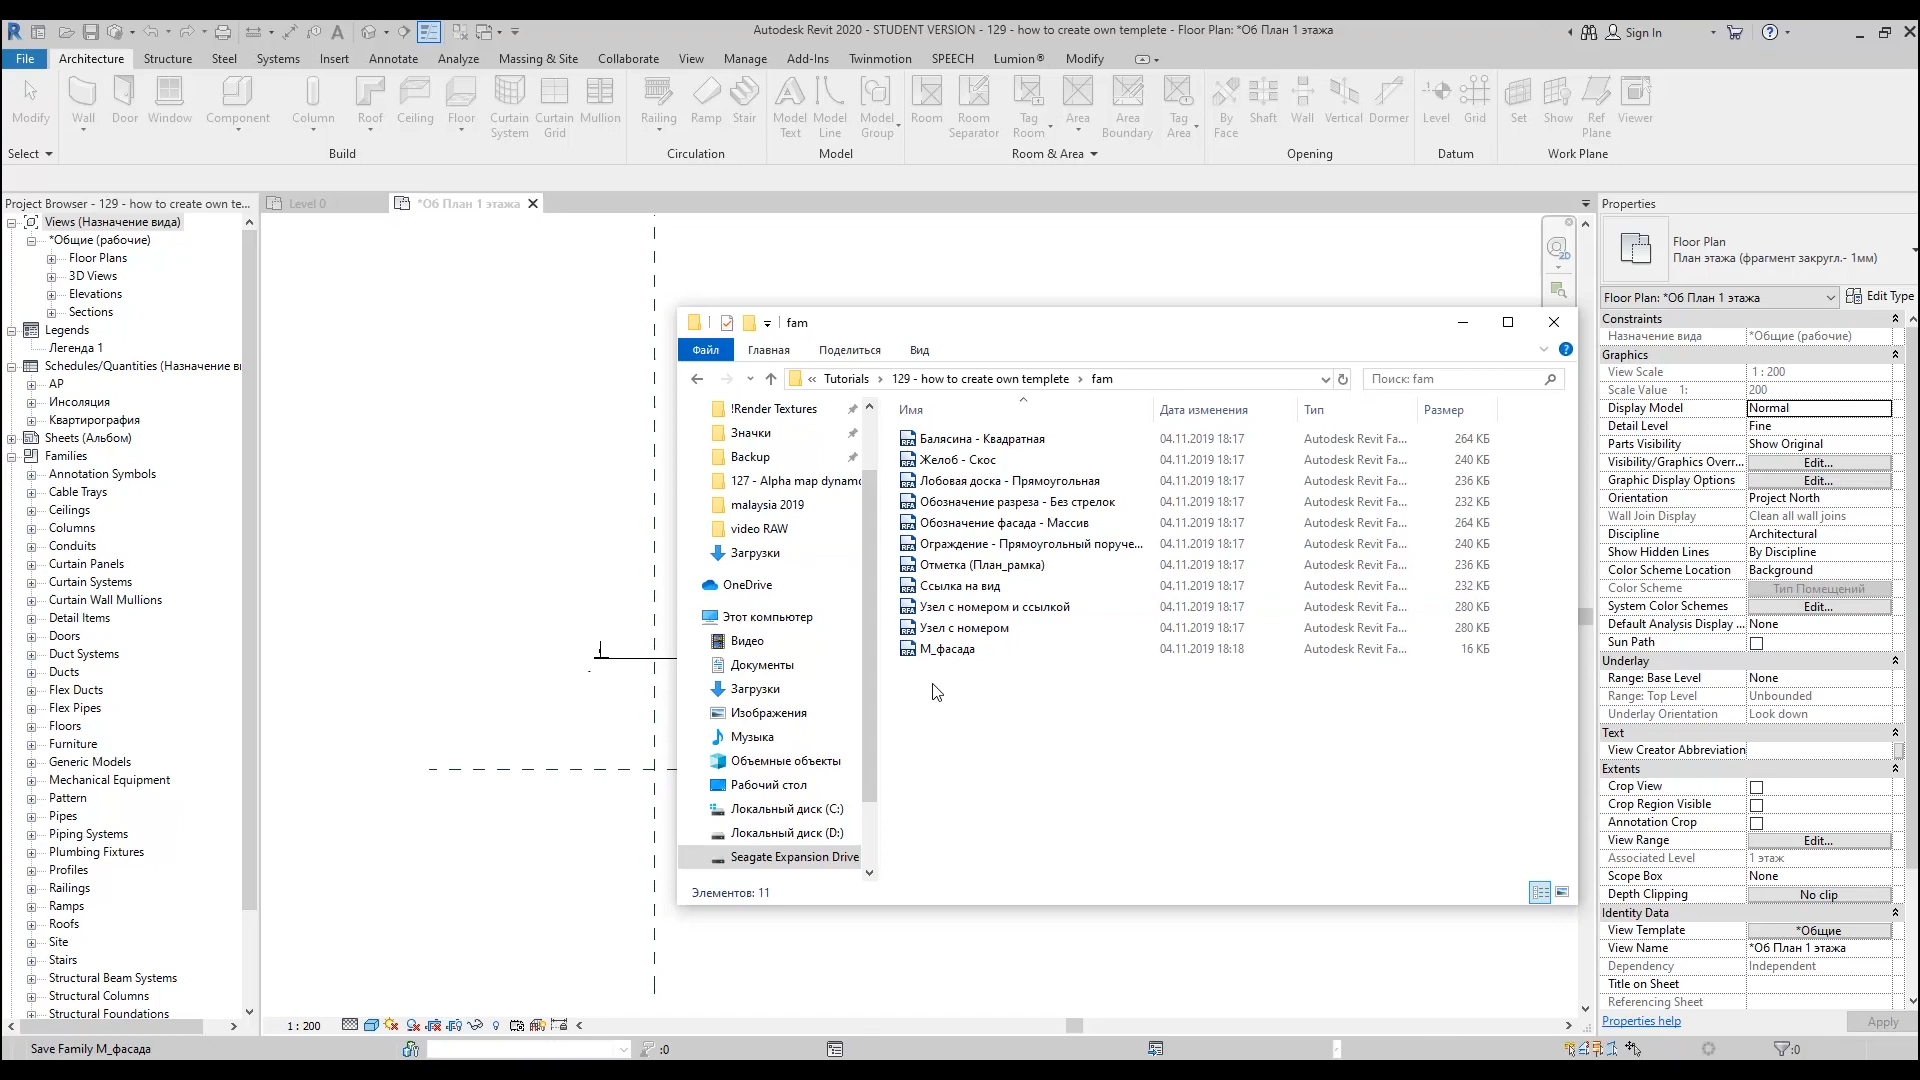 Autodesk Revit 2020 - STUDENT VERSION - 129 - how to create own templete - Floor Plan: *Об План 1 этажа
Sign In
File Architecture Structure Steel Systems Insert Annotate Analyze Massing & Site Collaborate View Manage Add-Ins Twinmotion SPEECH Lumion® Modify
Modify Wall Door Window Component Column Roof Ceiling Floor Curtain System Curtain Grid Mullion Railing Ramp Stair Model Text Model Line Model Group Room Room Separator Tag Room Area Area Boundary Tag Area By Face Shaft Wall Vertical Dormer Level Grid Set Show Ref Plane Viewer
Select Build Circulation Model Room & Area Opening Datum Work Plane
Project Browser - 129 - how to create own te...
Views (Назначение вида)
*Общие (рабочие)
Floor Plans
3D Views
Elevations
Sections
Legends
Легенда 1
Schedules/Quantities (Назначение ви
АР
Инсоляция
Квартирография
Sheets (Альбом)
Families
Annotation Symbols
Cable Trays
Ceilings
Columns
Conduits
Curtain Panels
Curtain Systems
Curtain Wall Mullions
Detail Items
Doors
Duct Systems
Ducts
Flex Ducts
Flex Pipes
Floors
Furniture
Generic Models
Mechanical Equipment
Pattern
Pipes
Piping Systems
Plumbing Fixtures
Profiles
Railings
Ramps
Roofs
Site
Stairs
Structural Beam Systems
Structural Columns
Structural Foundations
Level 0
*Об План 1 этажа
2D
fam
Файл Главная Поделиться Вид
« Tutorials › 129 - how to create own templete › fam
Поиск: fam
!Render Textures
Значки
Backup
127 - Alpha map dynamo
malaysia 2019
video RAW
Загрузки
OneDrive
Этот компьютер
Видео
Документы
Загрузки
Изображения
Музыка
Объемные объекты
Рабочий стол
Локальный диск (C:)
Локальный диск (D:)
Seagate Expansion Drive
Имя Дата изменения Тип Размер
Балясина - Квадратная 04.11.2019 18:17 Autodesk Revit Fa... 264 КБ
Желоб - Скос 04.11.2019 18:17 Autodesk Revit Fa... 240 КБ
Лобовая доска - Прямоугольная 04.11.2019 18:17 Autodesk Revit Fa... 236 КБ
Обозначение разреза - Без стрелок 04.11.2019 18:17 Autodesk Revit Fa... 232 КБ
Обозначение фасада - Массив 04.11.2019 18:17 Autodesk Revit Fa... 264 КБ
Ограждение - Прямоугольный поруче... 04.11.2019 18:17 Autodesk Revit Fa... 240 КБ
Отметка (План_рамка) 04.11.2019 18:17 Autodesk Revit Fa... 236 КБ
Ссылка на вид 04.11.2019 18:17 Autodesk Revit Fa... 232 КБ
Узел с номером и ссылкой 04.11.2019 18:17 Autodesk Revit Fa... 280 КБ
Узел с номером 04.11.2019 18:17 Autodesk Revit Fa... 280 КБ
М_фасада 04.11.2019 18:18 Autodesk Revit Fa... 16 КБ
Элементов: 11
Properties
Floor Plan
План этажа (фрагмент закругл.- 1мм)
Floor Plan: *Об План 1 этажа Edit Type
Constraints
Назначение вида *Общие (рабочие)
Graphics
View Scale 1 : 200
Scale Value 1: 200
Display Model Normal
Detail Level Fine
Parts Visibility Show Original
Visibility/Graphics Overr... Edit...
Graphic Display Options Edit...
Orientation Project North
Wall Join Display Clean all wall joins
Discipline Architectural
Show Hidden Lines By Discipline
Color Scheme Location Background
Color Scheme Тип Помещений
System Color Schemes Edit...
Default Analysis Display ... None
Sun Path
Underlay
Range: Base Level None
Range: Top Level Unbounded
Underlay Orientation Look down
Text
View Creator Abbreviation
Extents
Crop View
Crop Region Visible
Annotation Crop
View Range Edit...
Associated Level 1 этаж
Scope Box None
Depth Clipping No clip
Identity Data
View Template *Общие
View Name *Об План 1 этажа
Dependency Independent
Title on Sheet
Referencing Sheet
Properties help Apply
1 : 200
Save Family М_фасада
:0
:0